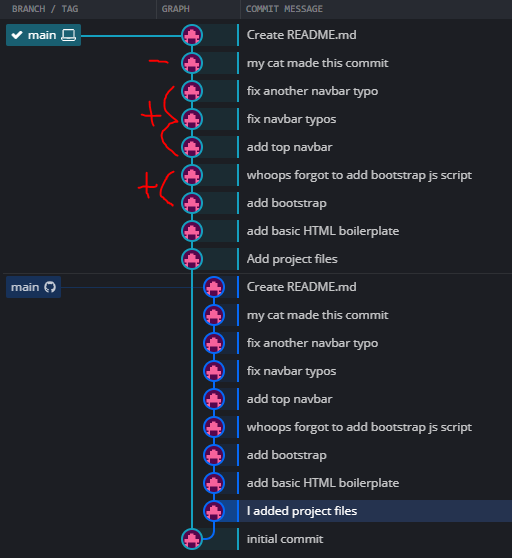 BRANCH / TAG GRAPH COMMIT MESSAGE
main Create README.md
my cat made this commit
fix another navbar typo
fix navbar typos
add top navbar
whoops forgot to add bootstrap js script
add bootstrap
add basic HTML boilerplate
Add project files
main Create README.md
my cat made this commit
fix another navbar typo
fix navbar typos
add top navbar
whoops forgot to add bootstrap js script
add bootstrap
add basic HTML boilerplate
I added project files
initial commit